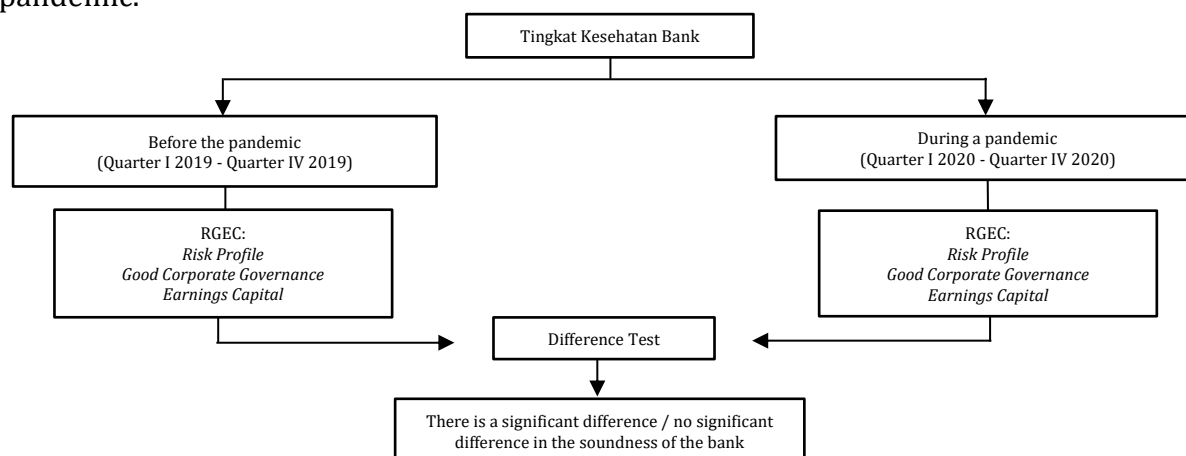 pandemic.
Tingkat Kesehatan Bank
Before the pandemic
(Quarter I 2019 - Quarter IV 2019)
During a pandemic
(Quarter I 2020 - Quarter IV 2020)
RGEC:
Risk Profile
Good Corporate Governance
Earnings Capital
RGEC:
Risk Profile
Good Corporate Governance
Earnings Capital
Difference Test
There is a significant difference / no significant
difference in the soundness of the bank